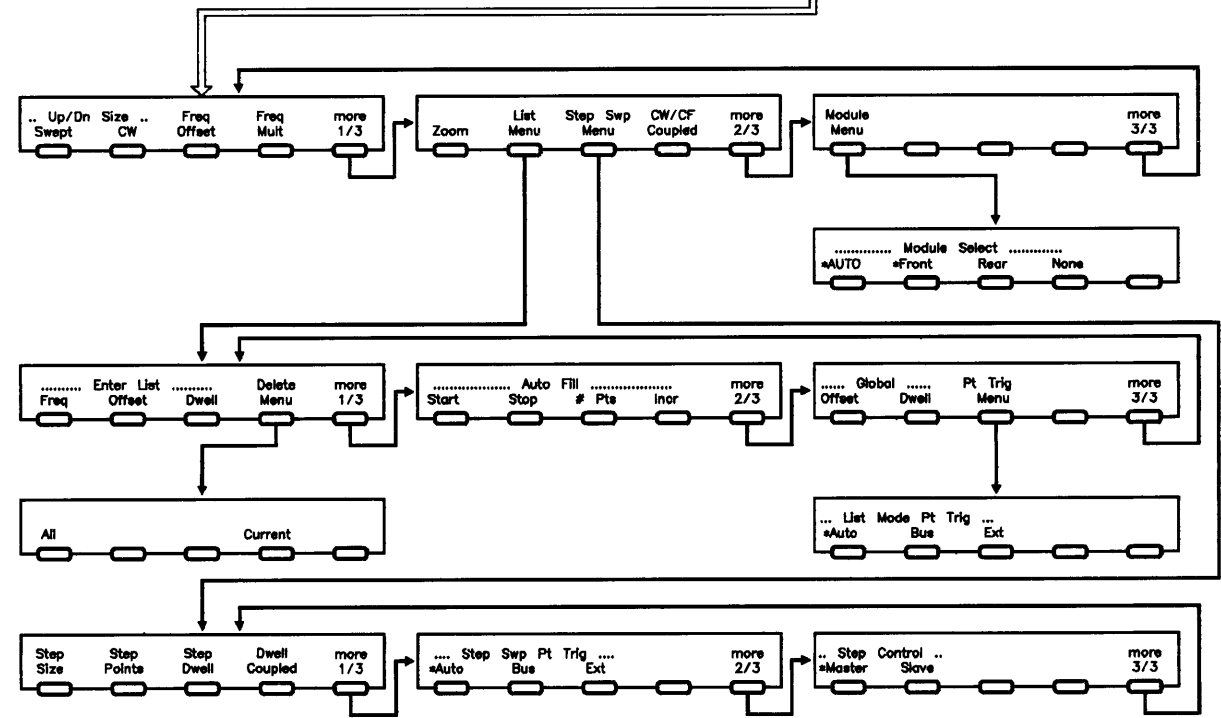 .. Up/Dn Size ..    Freq    Freq    more
Swept    CW    Offset    Mult    1/3
List    Step Swp    CW/CF    more
Zoom    Menu    Menu    Coupled    2/3
Module    more
Menu    3/3
.............. Module Select .............
*AUTO    *Front    Rear    None
.......... Enter List ..........    Delete    more
Freq    Offset    Dwell    Menu    1/3
.................... Auto Fill .....................    more
Start    Stop    # Pts    Incr    2/3
...... Global ......    Pt Trig    more
Offset    Dwell    Menu    3/3
All    Current
... List Mode Pt Trig ...
*Auto    Bus    Ext
Step    Step    Step    Dwell    more
Size    Points    Dwell    Coupled    1/3
.... Step Swp Pt Trig ....    more
*Auto    Bus    Ext    2/3
.. Step Control ..    more
*Master    Slave    3/3